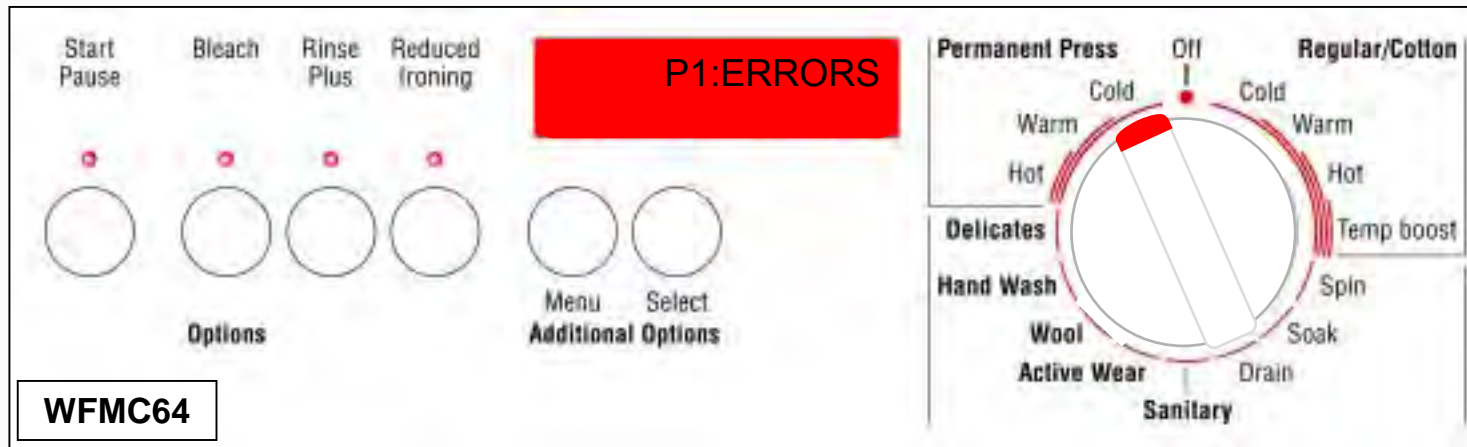 Start
Pause
Bleach
Rinse
Plus
Reduced
Ironing
P1:ERRORS
Menu
Select
Options
Additional Options
WFMC64
Permanent Press
Off
Regular/Cotton
Cold
Cold
Warm
Warm
Hot
Hot
Delicates
Temp boost
Hand Wash
Spin
Wool
Soak
Active Wear
Drain
Sanitary